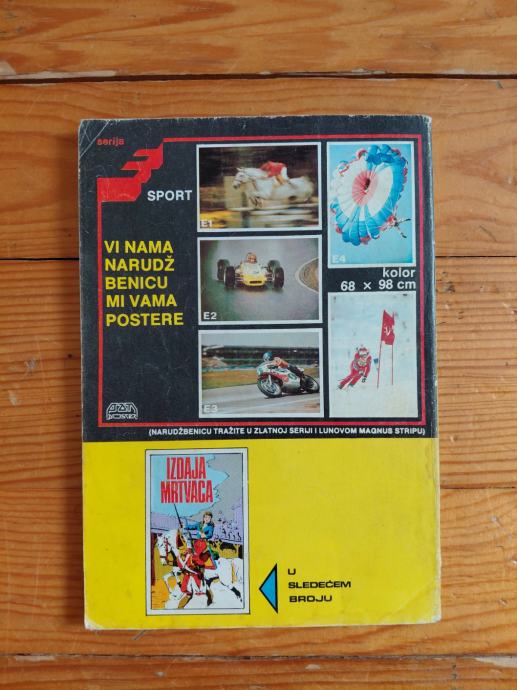 serija
SPORT
VI NAMA
NARUDŽ
BENICU
MI VAMA
POSTERE
E1
E2
E3
E4
kolor
68 × 98 cm
(NARUDŽBENICU TRAŽITE U ZLATNOJ SERIJI I LUNOVOM MAGNUS STRIPU)
IZDAJA
MRTVACA
U
SLEDEĆEM
BROJU